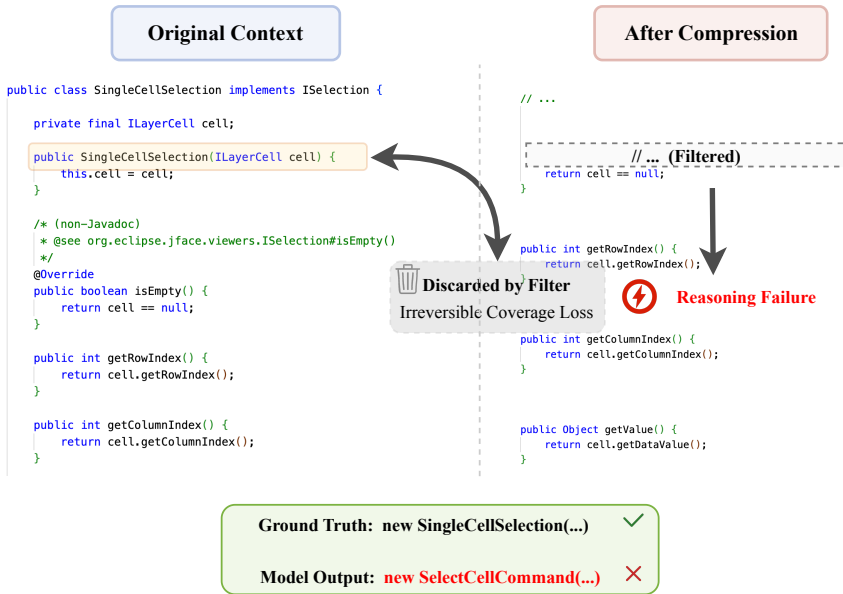 Original Context
public class SingleCellSelection implements ISelection {
private final ILayerCell cell;
public SingleCellSelection(ILayerCell cell) {
this.cell = cell;
}
/* (non-Javadoc)
* @see org.eclipse.jface.viewers.ISelection#isEmpty()
*/
@Override
public boolean isEmpty() {
return cell == null;
}
public int getRowIndex() {
return cell.getRowIndex();
}
public int getColumnIndex() {
return cell.getColumnIndex();
}
After Compression
// ...
// ... (Filtered)
return cell == null;
}
public int getRowIndex() {
return cell.getRowIndex();
}
Discarded by Filter
Irreversible Coverage Loss
Reasoning Failure
public int getColumnIndex() {
return cell.getColumnIndex();
}
public Object getValue() {
return cell.getDataValue();
}
Ground Truth: new SingleCellSelection(...)
Model Output: new SelectCellCommand(...)